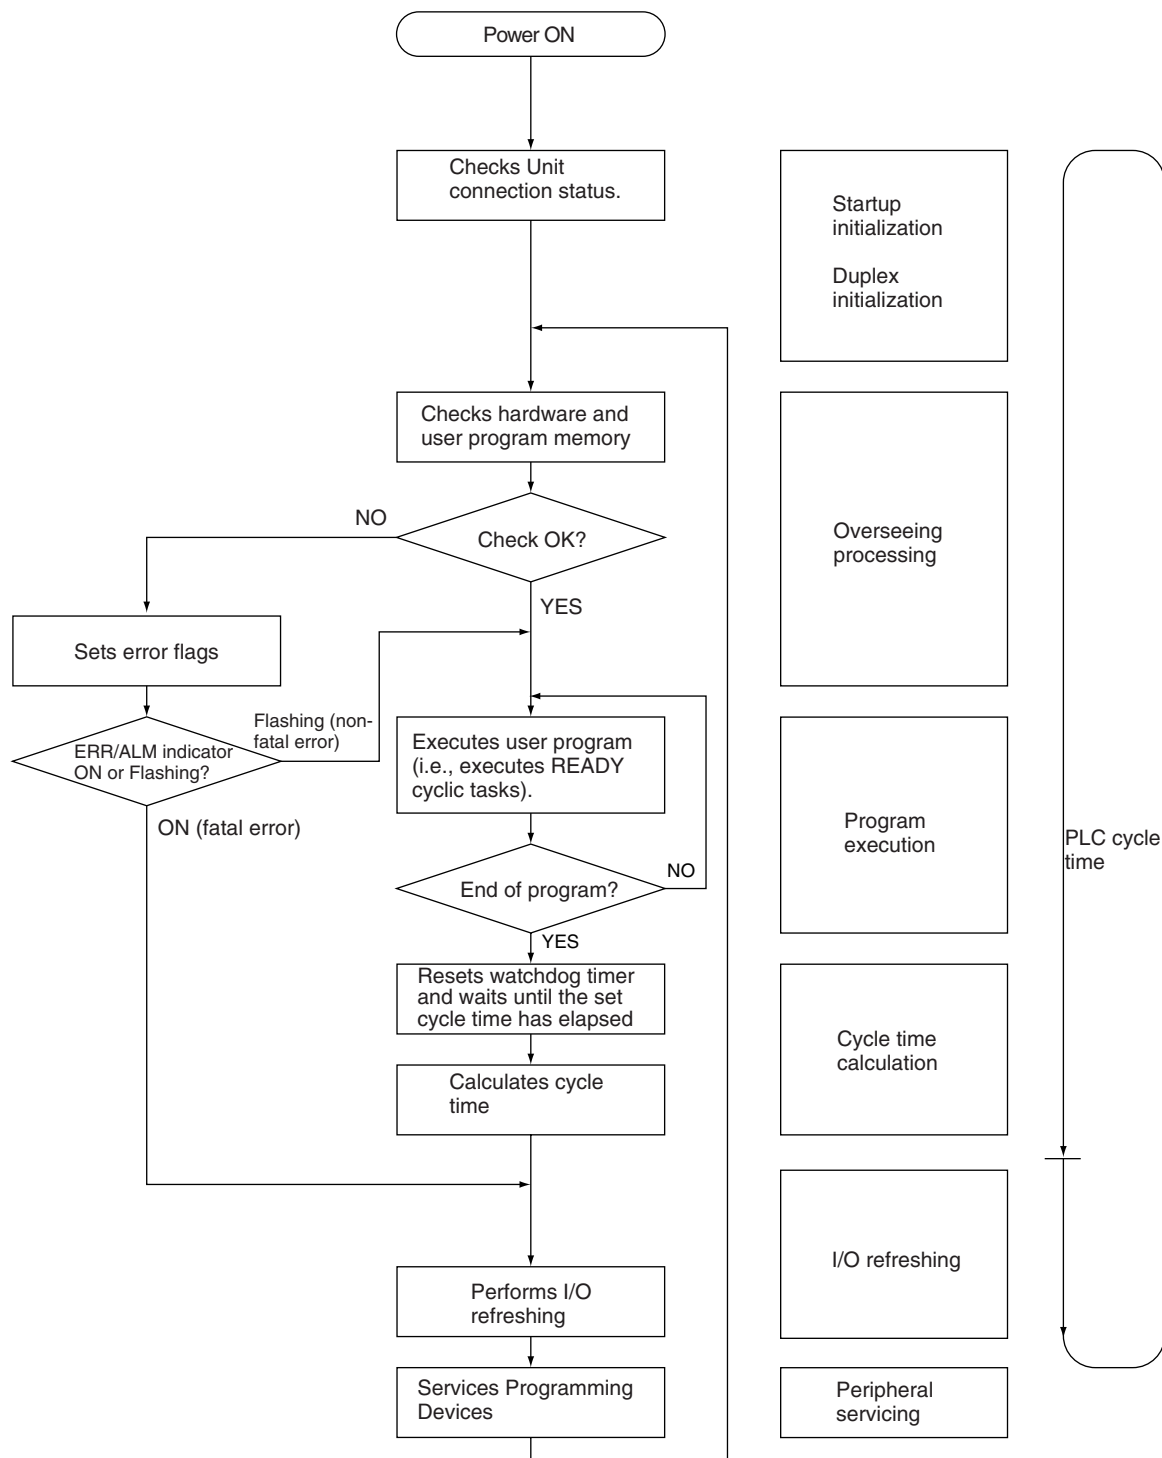 Power ON
Checks Unit
connection status.
Startup
initialization
Duplex
initialization
Checks hardware and
user program memory
NO
Check OK?
Overseeing
processing
YES
Sets error flags
Flashing (non-
fatal error)
ERR/ALM indicator
ON or Flashing?
Executes user program
(i.e., executes READY
cyclic tasks).
ON (fatal error)
Program
execution
PLC cycle
time
NO
End of program?
YES
Resets watchdog timer
and waits until the set
cycle time has elapsed
Cycle time
calculation
Calculates cycle
time
I/O refreshing
Performs I/O
refreshing
Services Programming
Devices
Peripheral
servicing